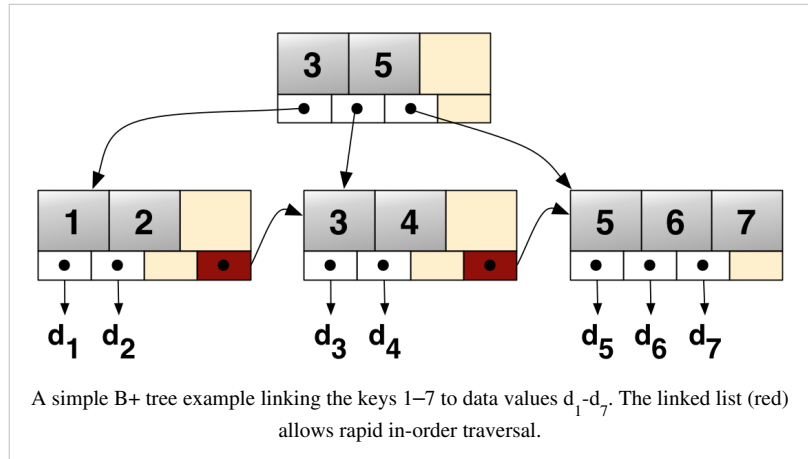 3 5
1 2 3 4 5 6 7
d1 d2 d3 d4 d5 d6 d7
A simple B+ tree example linking the keys 1–7 to data values d1-d7. The linked list (red)
allows rapid in-order traversal.